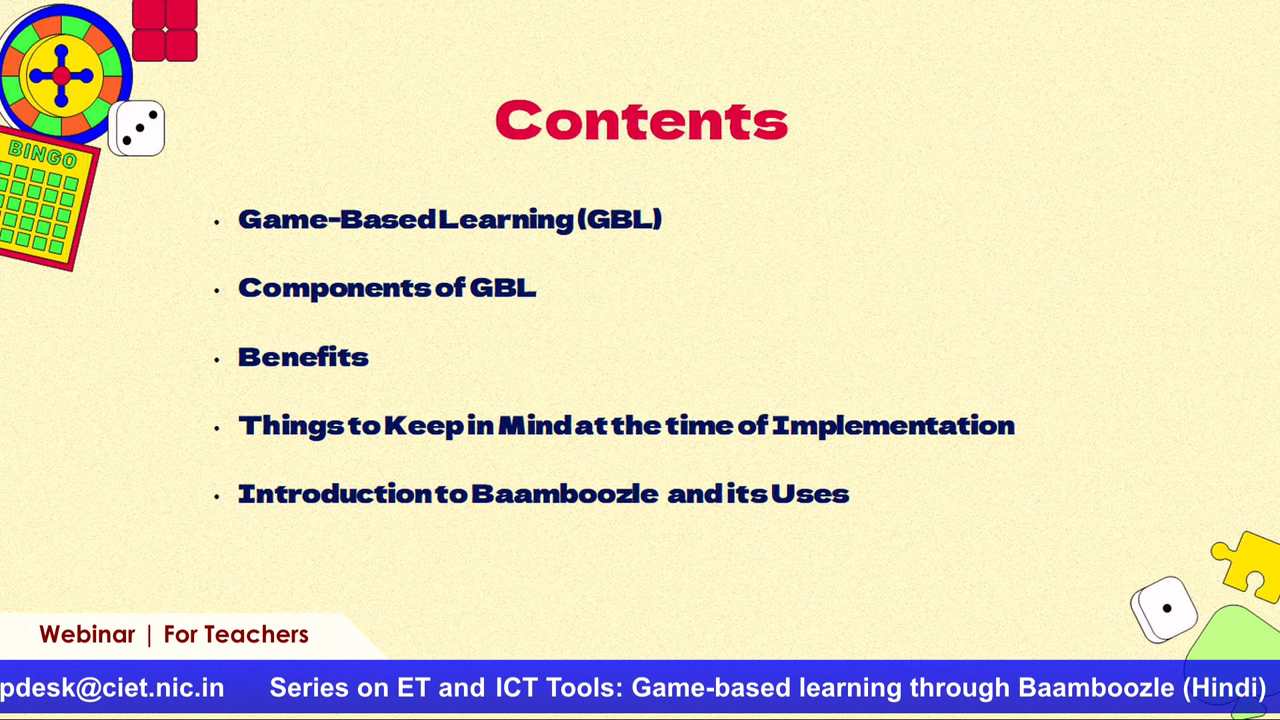 BINGO
Contents
• Game-Based Learning (GBL)
• Components of GBL
• Benefits
• Things to Keep in Mind at the time of Implementation
• Introduction to Baamboozle and its Uses
Webinar | For Teachers
pdesk@ciet.nic.in Series on ET and ICT Tools: Game-based learning through Baamboozle (Hindi)